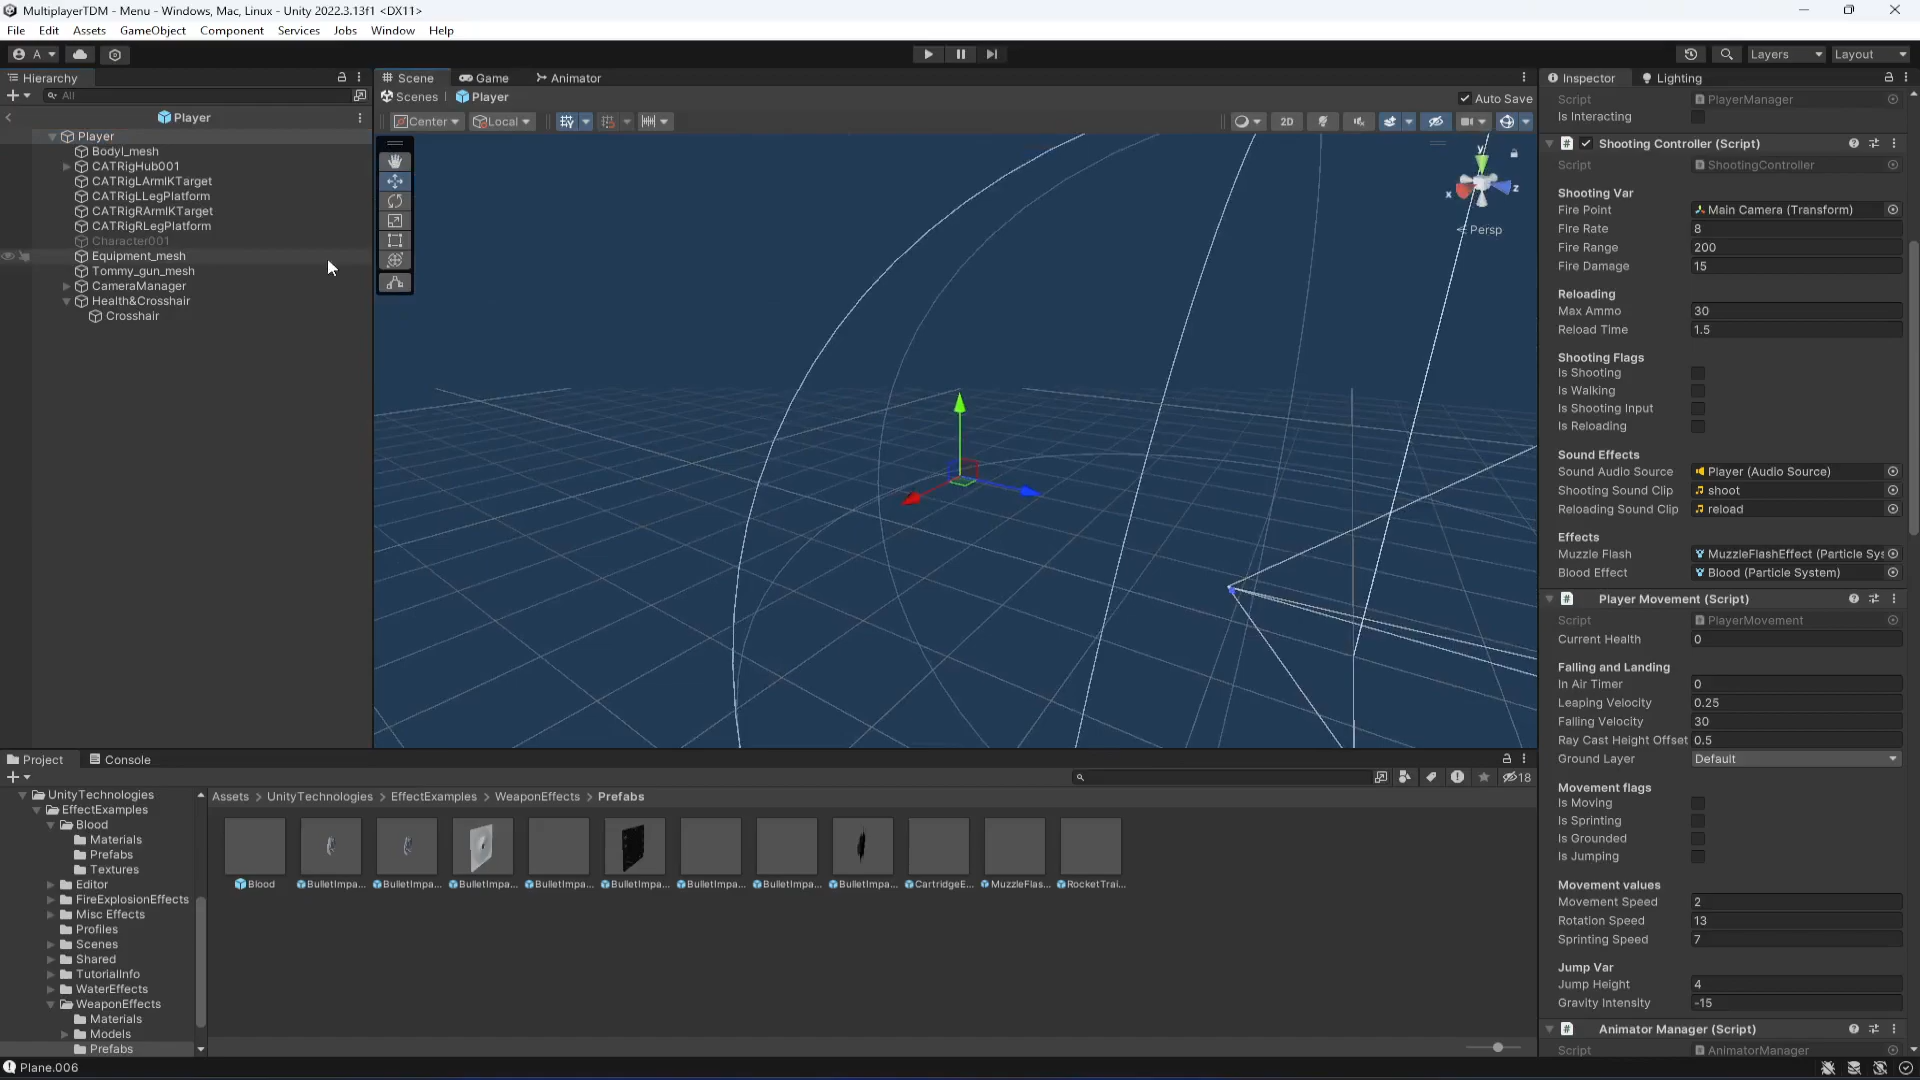 MultiplayerTDM - Menu - Windows, Mac, Linux - Unity 2022.3.13f1 <DX11>
File Edit Assets GameObject Component Services Jobs Window Help
A Layers Layout
Hierarchy
All
Player
Player
Bodyl_mesh
CATRigHub001
CATRigLArmIKTarget
CATRigLLegPlatform
CATRigRArmIKTarget
CATRigRLegPlatform
Character001
Equipment_mesh
Tommy_gun_mesh
CameraManager
Health&Crosshair
Crosshair
Scene Game Animator
Scenes Player Auto Save
Center Local 2D
y
x
z
Persp
Inspector Lighting
Script PlayerManager
Is Interacting
Shooting Controller (Script)
Script ShootingController
Shooting Var
Fire Point Main Camera (Transform)
Fire Rate 8
Fire Range 200
Fire Damage 15
Reloading
Max Ammo 30
Reload Time 1.5
Shooting Flags
Is Shooting
Is Walking
Is Shooting Input
Is Reloading
Sound Effects
Sound Audio Source Player (Audio Source)
Shooting Sound Clip shoot
Reloading Sound Clip reload
Effects
Muzzle Flash MuzzleFlashEffect (Particle Sys
Blood Effect Blood (Particle System)
Player Movement (Script)
Script PlayerMovement
Current Health 0
Falling and Landing
In Air Timer 0
Leaping Velocity 0.25
Falling Velocity 30
Ray Cast Height Offset 0.5
Ground Layer Default
Movement flags
Is Moving
Is Sprinting
Is Grounded
Is Jumping
Movement values
Movement Speed 2
Rotation Speed 13
Sprinting Speed 7
Jump Var
Jump Height 4
Gravity Intensity -15
Animator Manager (Script)
Script AnimatorManager
Project Console
18
UnityTechnologies
EffectExamples
Blood
Materials
Prefabs
Textures
Editor
FireExplosionEffects
Misc Effects
Profiles
Scenes
Shared
TutorialInfo
WaterEffects
WeaponEffects
Materials
Models
Prefabs
Assets > UnityTechnologies > EffectExamples > WeaponEffects > Prefabs
Blood BulletImpa... BulletImpa... BulletImpa... BulletImpa... BulletImpa... BulletImpa... BulletImpa... BulletImpa... CartridgeE... MuzzleFlas... RocketTrai...
Plane.006